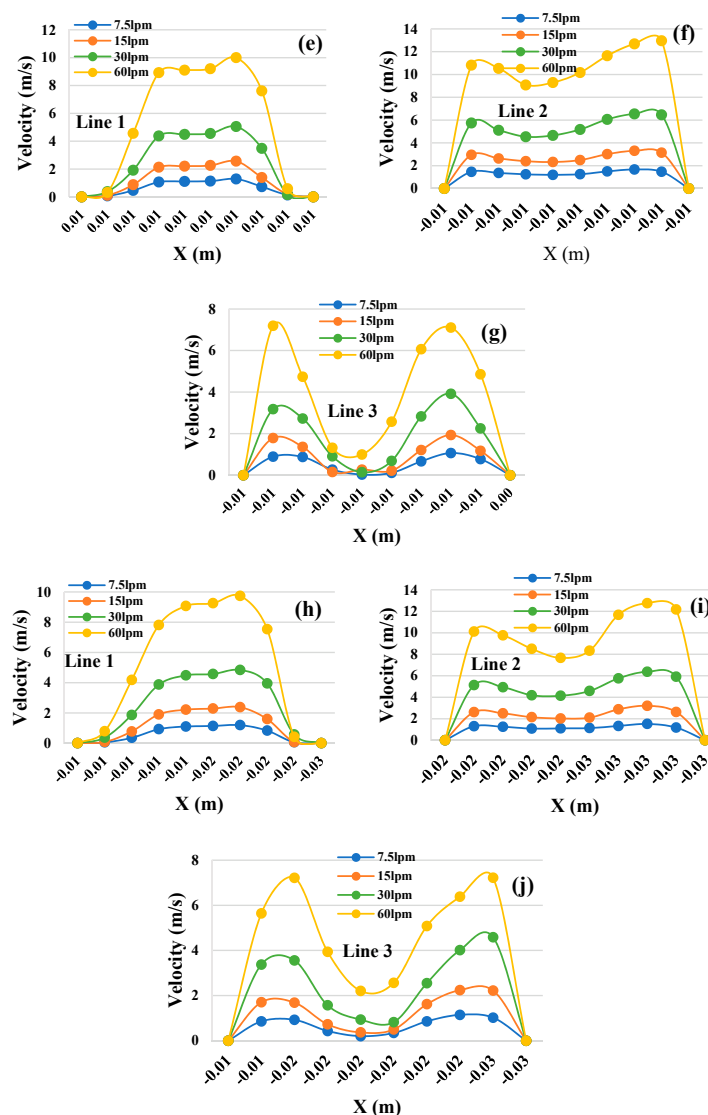 7.5lpm
15lpm
30lpm
60lpm
(e)
Line 1
Velocity (m/s)
12
10
8
6
4
2
0
0.01 0.01 0.01 0.01 0.01 0.01 0.01 0.01 0.01 0.01
X (m)
7.5lpm
15lpm
30lpm
60lpm
(f)
Line 2
Velocity (m/s)
14
12
10
8
6
4
2
0
-0.01 -0.01 -0.01 -0.01 -0.01 -0.01 -0.01 -0.01 -0.01 -0.01
X (m)
7.5lpm
15lpm
30lpm
60lpm
(g)
Line 3
Velocity (m/s)
8
6
4
2
0
-0.01 -0.01 -0.01 -0.01 -0.01 -0.01 -0.01 -0.01 -0.01 0.00
X (m)
7.5lpm
15lpm
30lpm
60lpm
(h)
Line 1
Velocity (m/s)
10
8
6
4
2
0
-0.01 -0.01 -0.01 -0.01 -0.01 -0.02 -0.02 -0.02 -0.02 -0.03
X (m)
7.5lpm
15lpm
30lpm
60lpm
(i)
Line 2
Velocity (m/s)
14
12
10
8
6
4
2
0
-0.02 -0.02 -0.02 -0.02 -0.02 -0.03 -0.03 -0.03 -0.03 -0.03
X (m)
7.5lpm
15lpm
30lpm
60lpm
(j)
Line 3
Velocity (m/s)
8
6
4
2
0
-0.01 -0.01 -0.02 -0.02 -0.02 -0.02 -0.02 -0.02 -0.03 -0.03
X (m)